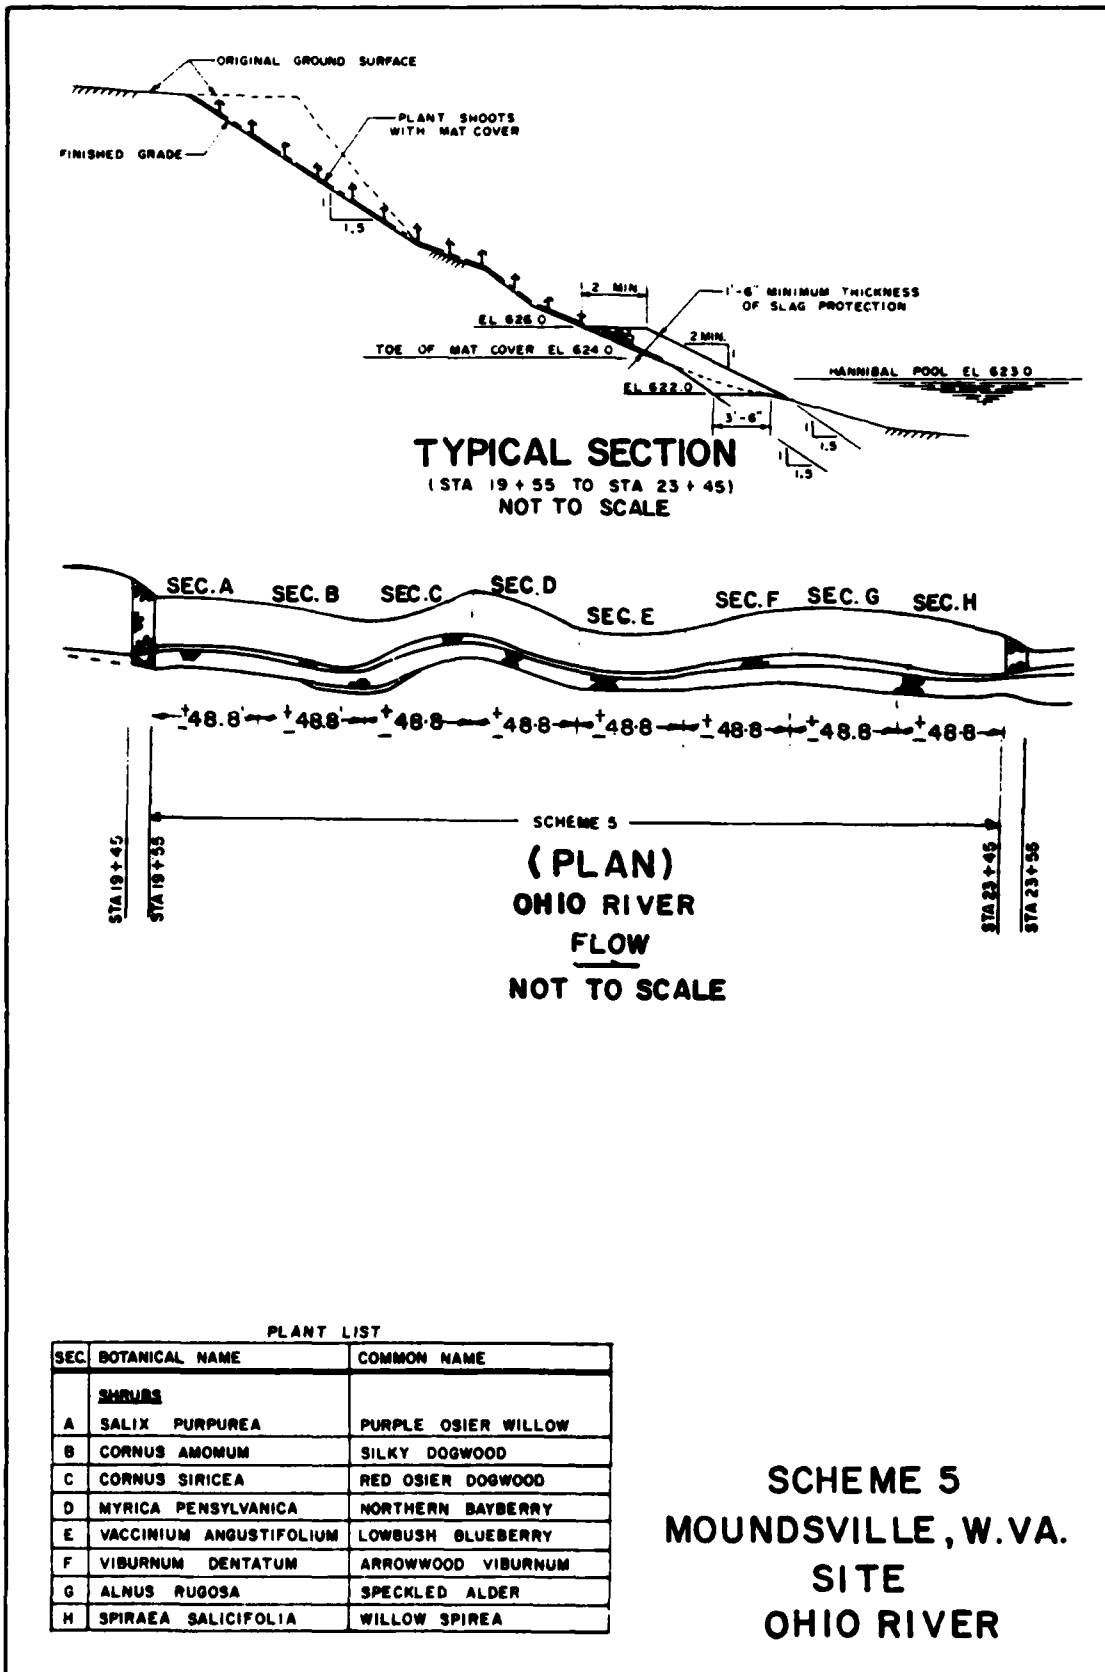 ORIGINAL GROUND SURFACE
PLANT SHOOTS
WITH MAT COVER
FINISHED GRADE
1
1.5
2 MIN
1'-6" MINIMUM THICKNESS
OF SLAG PROTECTION
EL 626.0
2 MIN.
1
TOE OF MAT COVER EL 624.0
HANNIBAL POOL EL 623.0
EL 622.0
3'-6"
1
1.5
1
1.5
TYPICAL SECTION
(STA 19+55 TO STA 23+45)
NOT TO SCALE
SEC. A
SEC. B
SEC. C
SEC. D
SEC. E
SEC. F
SEC. G
SEC. H
±48.8' ±48.8' ±48.8 ±48.8 ±48.8 ±48.8 ±48.8 ±48.8
SCHEME 5
STA 19+45
STA 19+55
STA 23+45
STA 23+56
(PLAN)
OHIO RIVER
FLOW
NOT TO SCALE
PLANT LIST
SEC. BOTANICAL NAME COMMON NAME
SHRUBS
A SALIX PURPUREA PURPLE OSIER WILLOW
B CORNUS AMOMUM SILKY DOGWOOD
C CORNUS SIRICEA RED OSIER DOGWOOD
D MYRICA PENSYLVANICA NORTHERN BAYBERRY
E VACCINIUM ANGUSTIFOLIUM LOWBUSH BLUEBERRY
F VIBURNUM DENTATUM ARROWWOOD VIBURNUM
G ALNUS RUGOSA SPECKLED ALDER
H SPIRAEA SALICIFOLIA WILLOW SPIREA
SCHEME 5
MOUNDSVILLE, W.VA.
SITE
OHIO RIVER